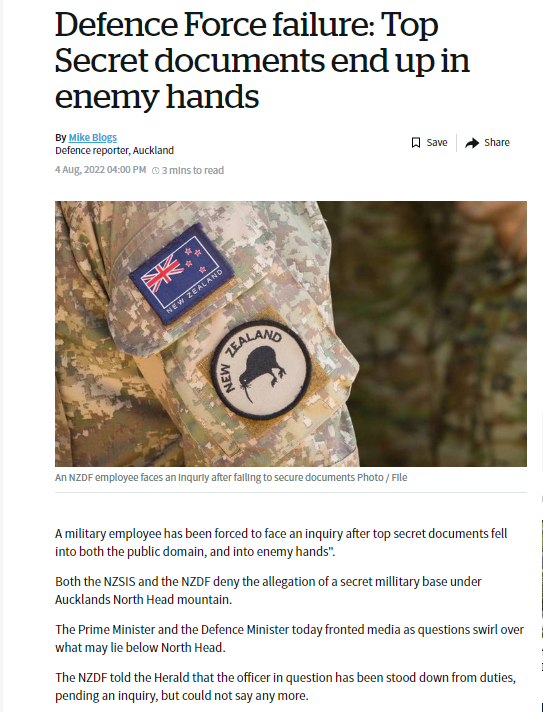 Defence Force failure: Top
Secret documents end up in
enemy hands
By Mike Blogs
Defence reporter, Auckland
Save
Share
4 Aug, 2022 04:00 PM
3 mins to read
NEW ZEALAND
NEW ZEALAND
An NZDF employee faces an inqurly after failing to secure documents Photo / File
A military employee has been forced to face an inquiry after top secret documents fell
into both the public domain, and into enemy hands".
Both the NZSIS and the NZDF deny the allegation of a secret millitary base under
Aucklands North Head mountain.
The Prime Minister and the Defence Minister today fronted media as questions swirl over
what may lie below North Head.
The NZDF told the Herald that the officer in question has been stood down from duties,
pending an inquiry, but could not say any more.